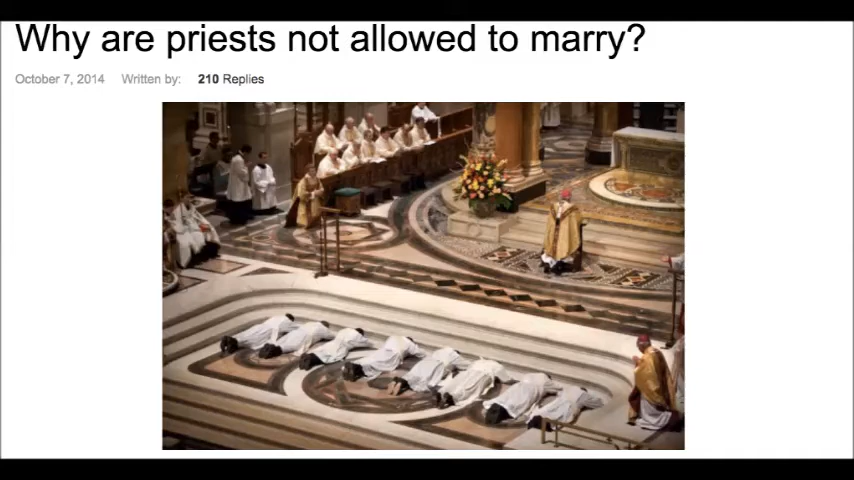 Why are priests not allowed to marry?
October 7, 2014 Written by: 210 Replies